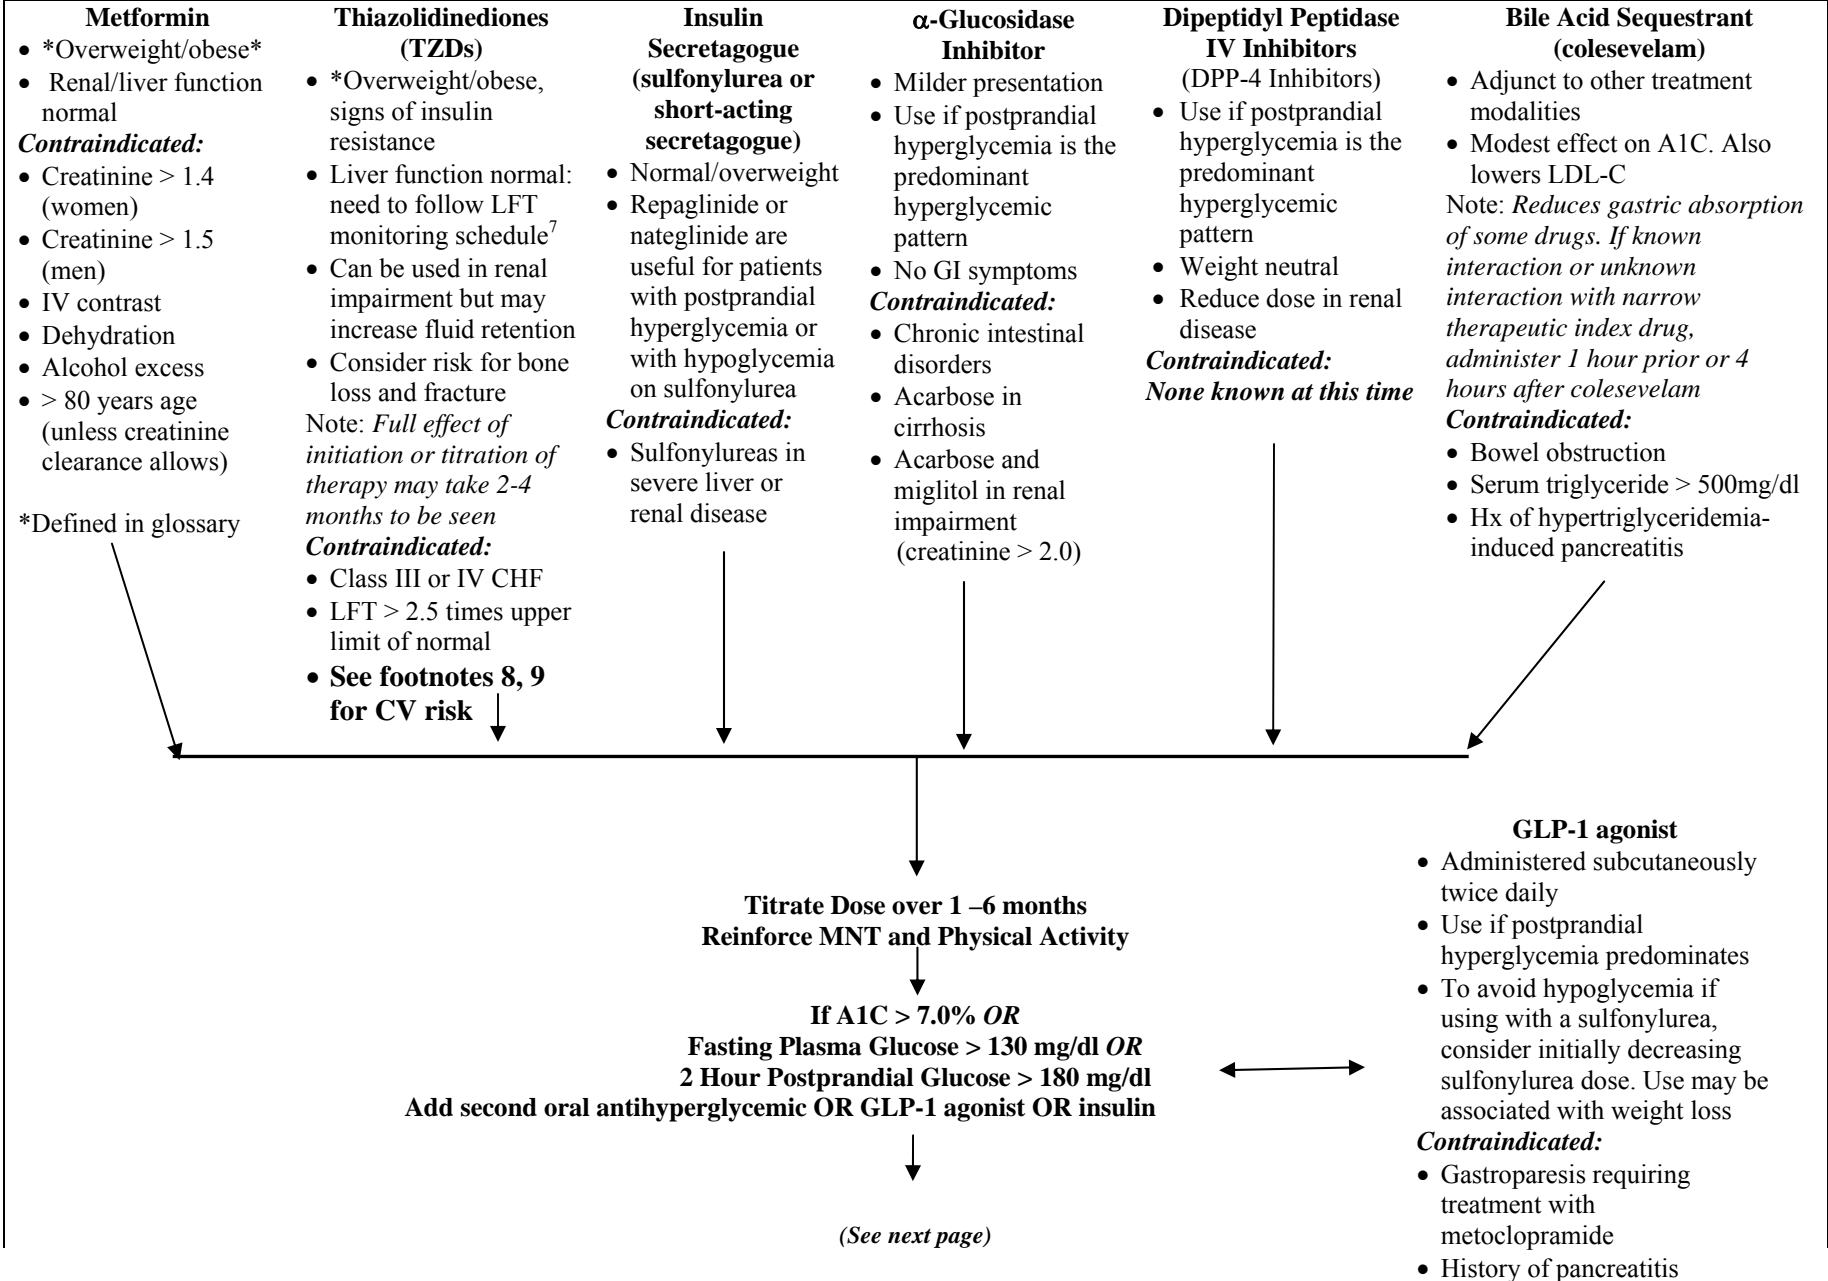 Metformin
• *Overweight/obese*
• Renal/liver function
normal
Contraindicated:
• Creatinine > 1.4
(women)
• Creatinine > 1.5
(men)
• IV contrast
• Dehydration
• Alcohol excess
• > 80 years age
(unless creatinine
clearance allows)
*Defined in glossary
Thiazolidinediones
(TZDs)
• *Overweight/obese,
signs of insulin
resistance
• Liver function normal:
need to follow LFT
monitoring schedule7
• Can be used in renal
impairment but may
increase fluid retention
• Consider risk for bone
loss and fracture
Note: Full effect of
initiation or titration of
therapy may take 2-4
months to be seen
Contraindicated:
• Class III or IV CHF
• LFT > 2.5 times upper
limit of normal
• See footnotes 8, 9
for CV risk
Insulin
Secretagogue
(sulfonylurea or
short-acting
secretagogue)
• Normal/overweight
• Repaglinide or
nateglinide are
useful for patients
with postprandial
hyperglycemia or
with hypoglycemia
on sulfonylurea
Contraindicated:
• Sulfonylureas in
severe liver or
renal disease
α-Glucosidase
Inhibitor
• Milder presentation
• Use if postprandial
hyperglycemia is the
predominant
hyperglycemic
pattern
• No GI symptoms
Contraindicated:
• Chronic intestinal
disorders
• Acarbose in
cirrhosis
• Acarbose and
miglitol in renal
impairment
(creatinine > 2.0)
Dipeptidyl Peptidase
IV Inhibitors
(DPP-4 Inhibitors)
• Use if postprandial
hyperglycemia is the
predominant
hyperglycemic
pattern
• Weight neutral
• Reduce dose in renal
disease
Contraindicated:
None known at this time
Bile Acid Sequestrant
(colesevelam)
• Adjunct to other treatment
modalities
• Modest effect on A1C. Also
lowers LDL-C
Note: Reduces gastric absorption
of some drugs. If known
interaction or unknown
interaction with narrow
therapeutic index drug,
administer 1 hour prior or 4
hours after colesevelam
Contraindicated:
• Bowel obstruction
• Serum triglyceride > 500mg/dl
• Hx of hypertriglyceridemia-
induced pancreatitis
Titrate Dose over 1 –6 months
Reinforce MNT and Physical Activity
If A1C > 7.0% OR
Fasting Plasma Glucose > 130 mg/dl OR
2 Hour Postprandial Glucose > 180 mg/dl
Add second oral antihyperglycemic OR GLP-1 agonist OR insulin
(See next page)
GLP-1 agonist
• Administered subcutaneously
twice daily
• Use if postprandial
hyperglycemia predominates
• To avoid hypoglycemia if
using with a sulfonylurea,
consider initially decreasing
sulfonylurea dose. Use may be
associated with weight loss
Contraindicated:
• Gastroparesis requiring
treatment with
metoclopramide
• History of pancreatitis